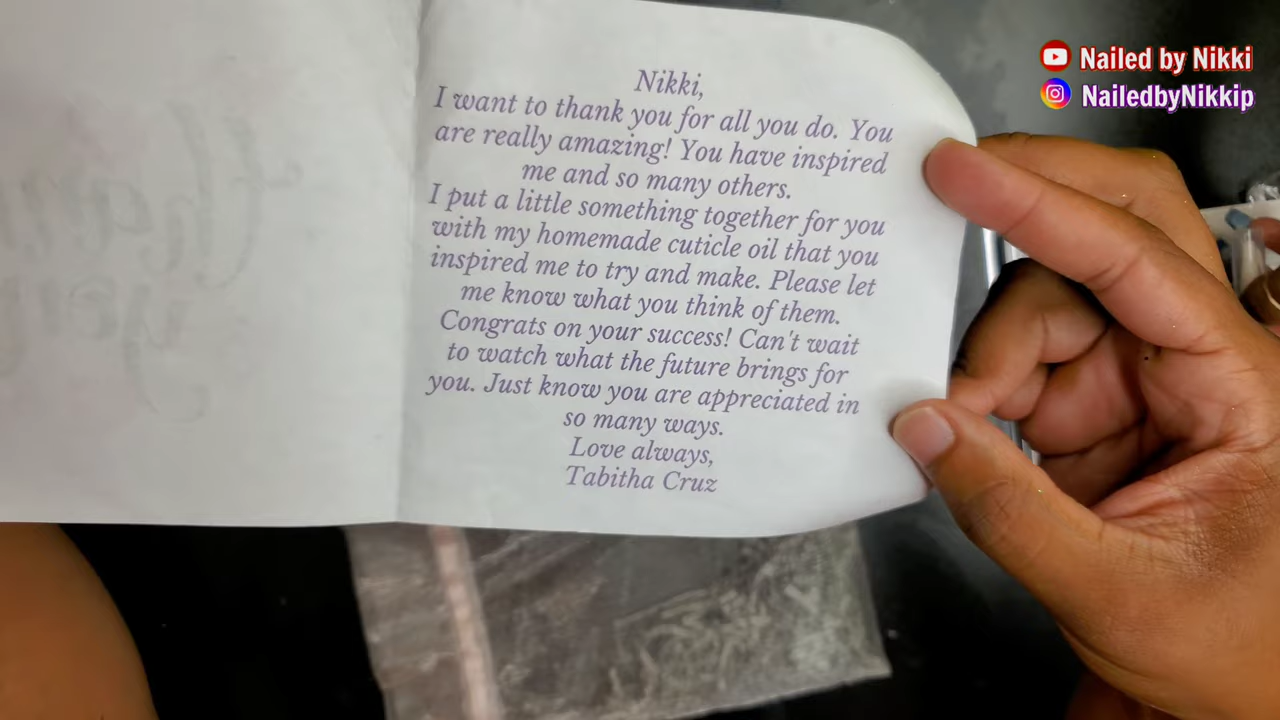 Nailed by Nikki
NailedbyNikkip
Nikki,
I want to thank you for all you do. You
are really amazing! You have inspired
me and so many others.
I put a little something together for you
with my homemade cuticle oil that you
inspired me to try and make. Please let
me know what you think of them.
Congrats on your success! Can't wait
to watch what the future brings for
you. Just know you are appreciated in
so many ways.
Love always,
Tabitha Cruz